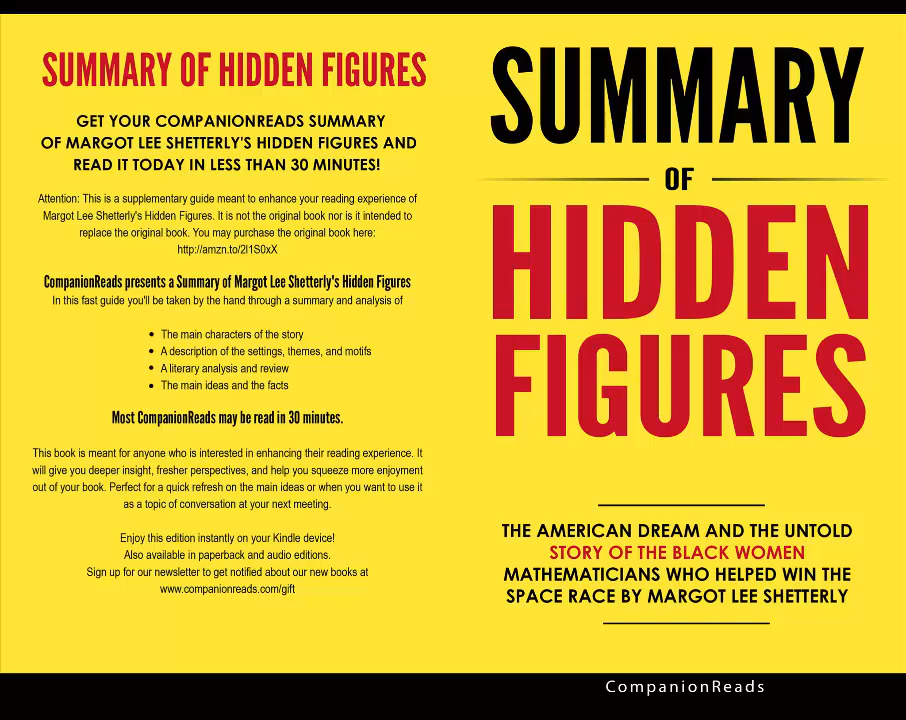 SUMMARY OF HIDDEN FIGURES
GET YOUR COMPANIONREADS SUMMARY
OF MARGOT LEE SHETTERLY'S HIDDEN FIGURES AND
READ IT TODAY IN LESS THAN 30 MINUTES!
Attention: This is a supplementary guide meant to enhance your reading experience of
Margot Lee Shetterly's Hidden Figures. It is not the original book nor is it intended to
replace the original book. You may purchase the original book here:
http://amzn.to/2l1S0xX
CompanionReads presents a Summary of Margot Lee Shetterly's Hidden Figures
In this fast guide you'll be taken by the hand through a summary and analysis of
• The main characters of the story
• A description of the settings, themes, and motifs
• A literary analysis and review
• The main ideas and the facts
Most CompanionReads may be read in 30 minutes.
This book is meant for anyone who is interested in enhancing their reading experience. It
will give you deeper insight, fresher perspectives, and help you squeeze more enjoyment
out of your book. Perfect for a quick refresh on the main ideas or when you want to use it
as a topic of conversation at your next meeting.
Enjoy this edition instantly on your Kindle device!
Also available in paperback and audio editions.
Sign up for our newsletter to get notified about our new books at
www.companionreads.com/gift
SUMMARY
OF
HIDDEN
FIGURES
THE AMERICAN DREAM AND THE UNTOLD
STORY OF THE BLACK WOMEN
MATHEMATICIANS WHO HELPED WIN THE
SPACE RACE BY MARGOT LEE SHETTERLY
CompanionReads